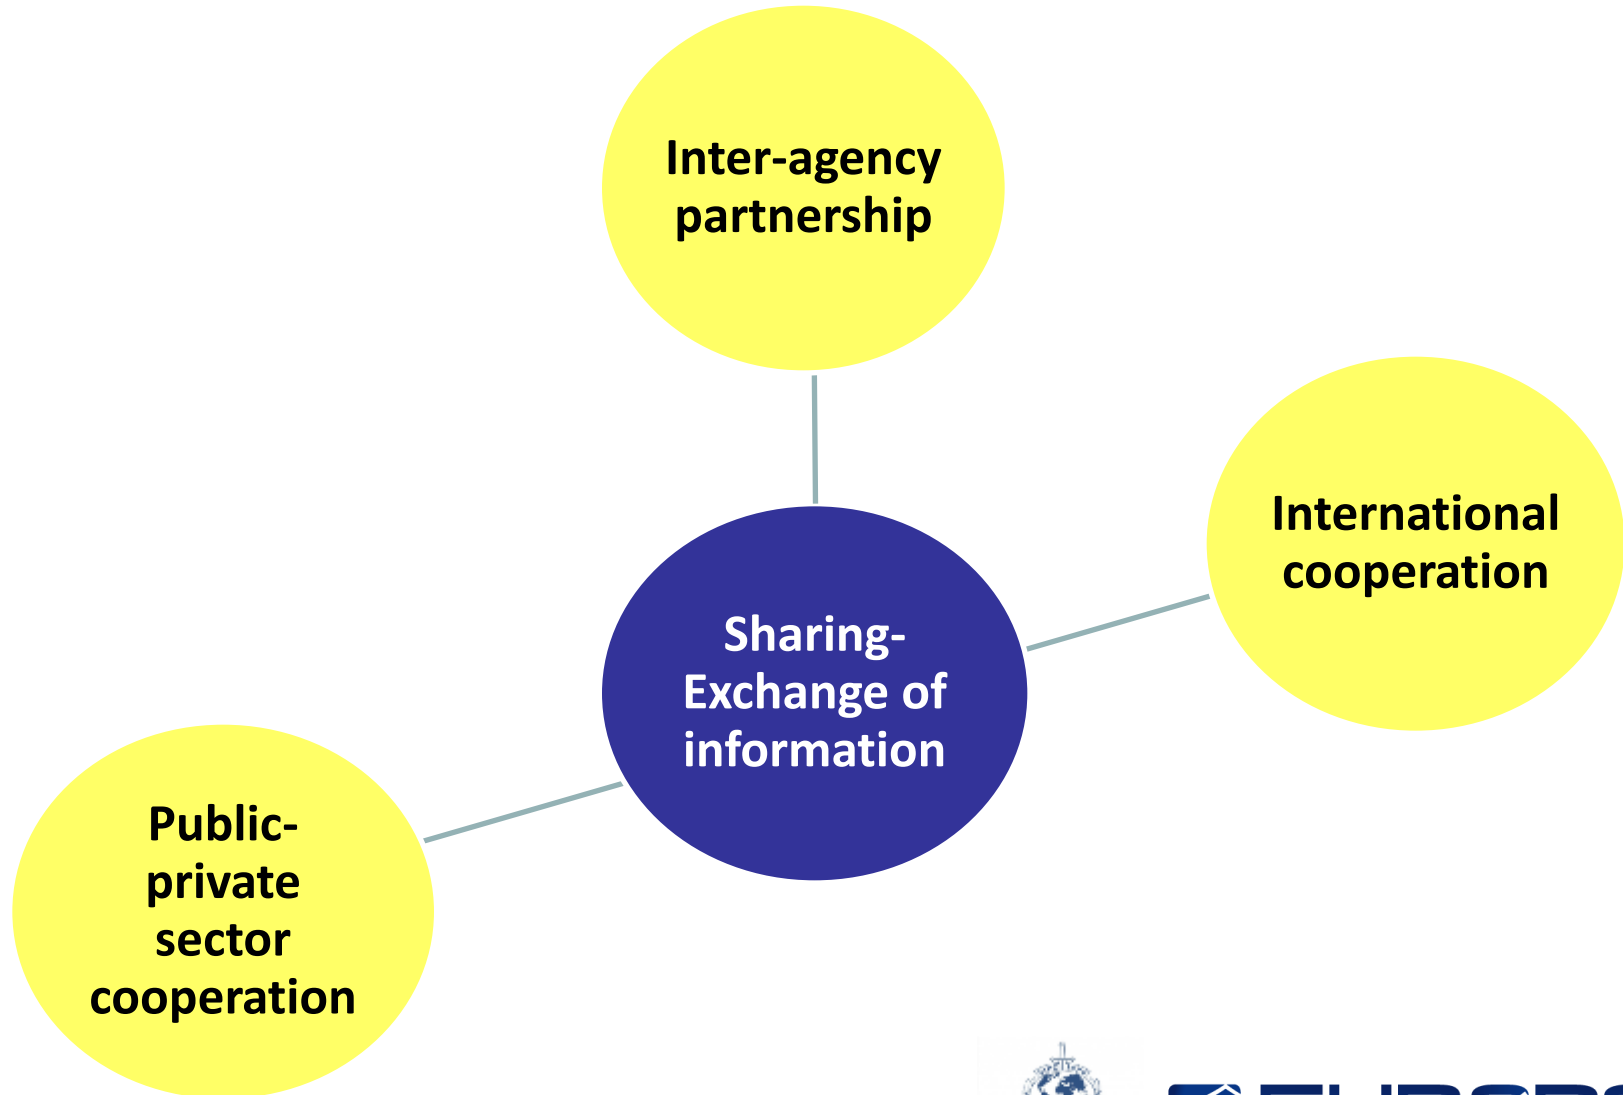 Inter-agency
partnership
International
cooperation
Sharing-
Exchange of
information
Public-
private
sector
cooperation